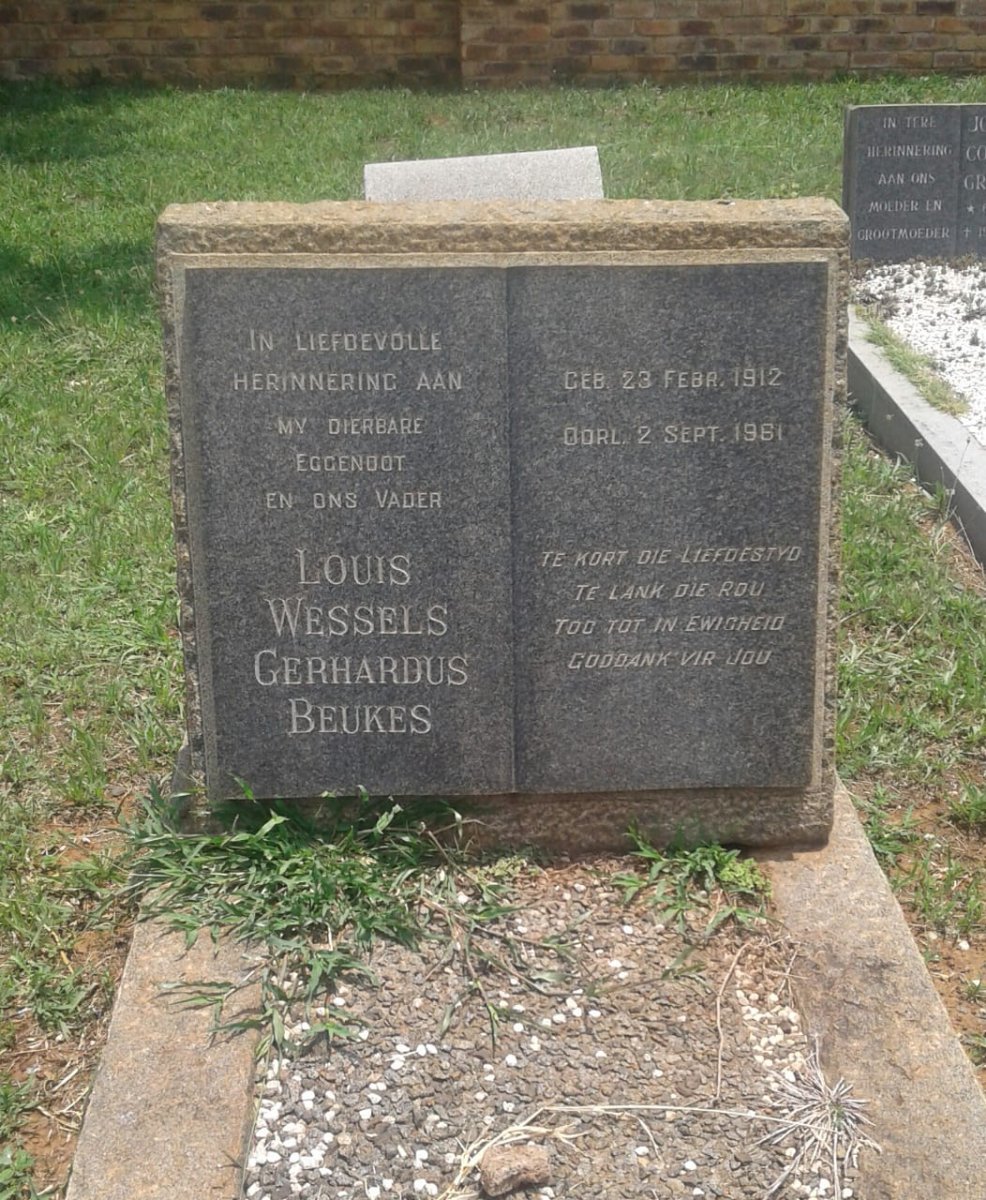 IN LIEFDEVOLLE
HERINNERING AAN
MY DIERBARE
EGGENOOT
EN ONS VADER
LOUIS
WESSELS
GERHARDUS
BEUKES
GEB. 23 FEBR. 1912
OORL. 2 SEPT. 1961
TE KORT DIE LIEFDESTYD
TE LANK DIE ROU
TOG TOT IN EWIGHEID
GODDANK VIR JOU
IN TERE
HERINNERING
AAN ONS
MOEDER EN
GROOTMOEDER